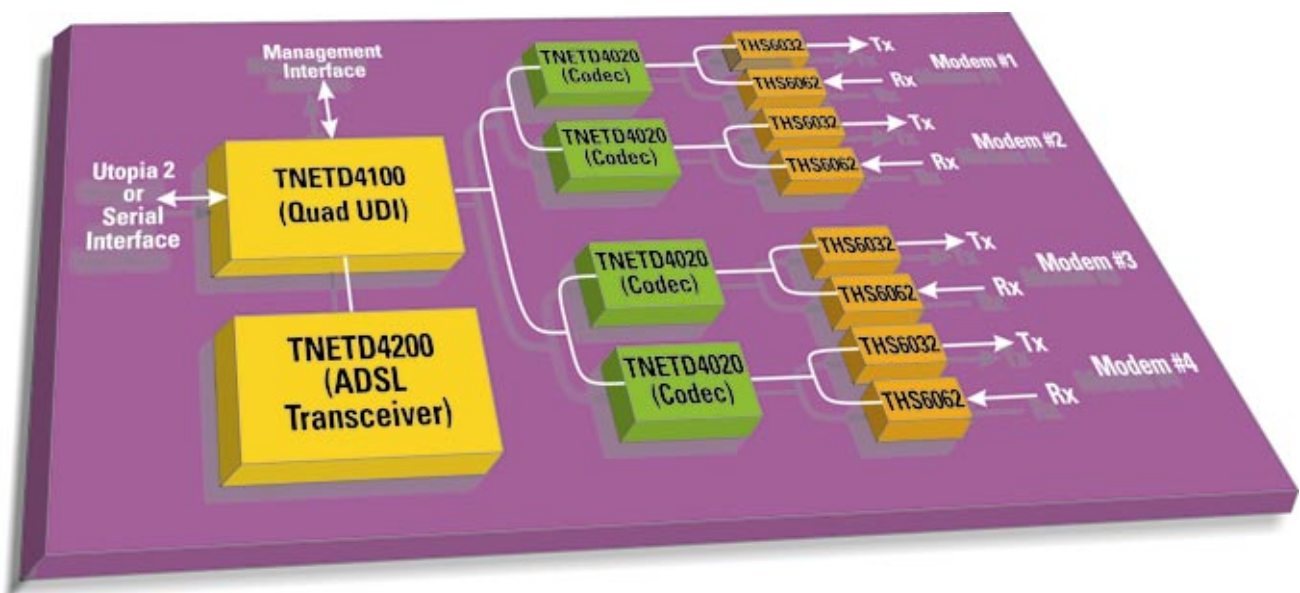 Management
Interface
Utopia 2
or
Serial
Interface
TNETD4100
(Quad UDI)
TNETD4200
(ADSL
Transceiver)
TNETD4020
(Codec)
THS6032
Tx
THS6062
Rx
Modem #1
TNETD4020
(Codec)
THS6032
Tx
THS6062
Rx
Modem #2
TNETD4020
(Codec)
THS6032
Tx
THS6062
Rx
Modem #3
TNETD4020
(Codec)
THS6032
Tx
THS6062
Rx
Modem #4